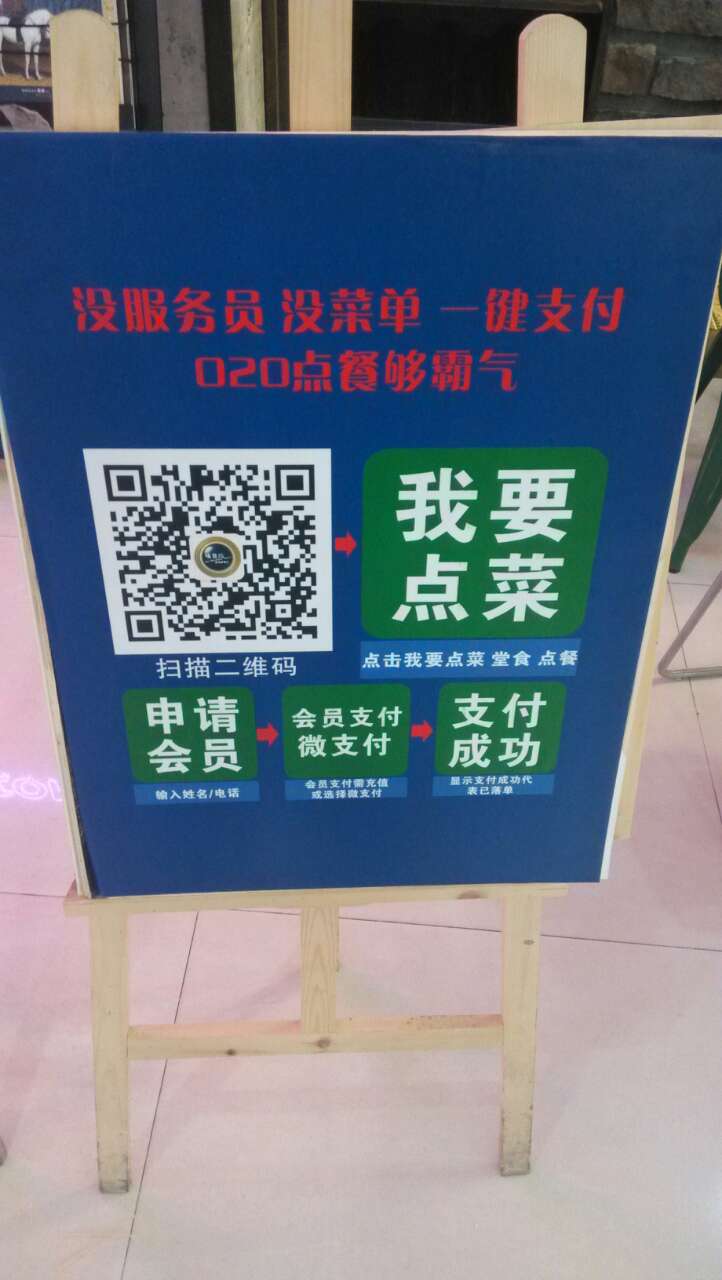 没服务员 没菜单 一键支付
O2O点餐够霸气
我要
点菜
扫描二维码
点击我要点菜 堂食 点餐
申请
会员
会员支付
微支付
支付
成功
输入姓名/电话
会员支付需充值
或选择微支付
显示支付成功代
表已落单